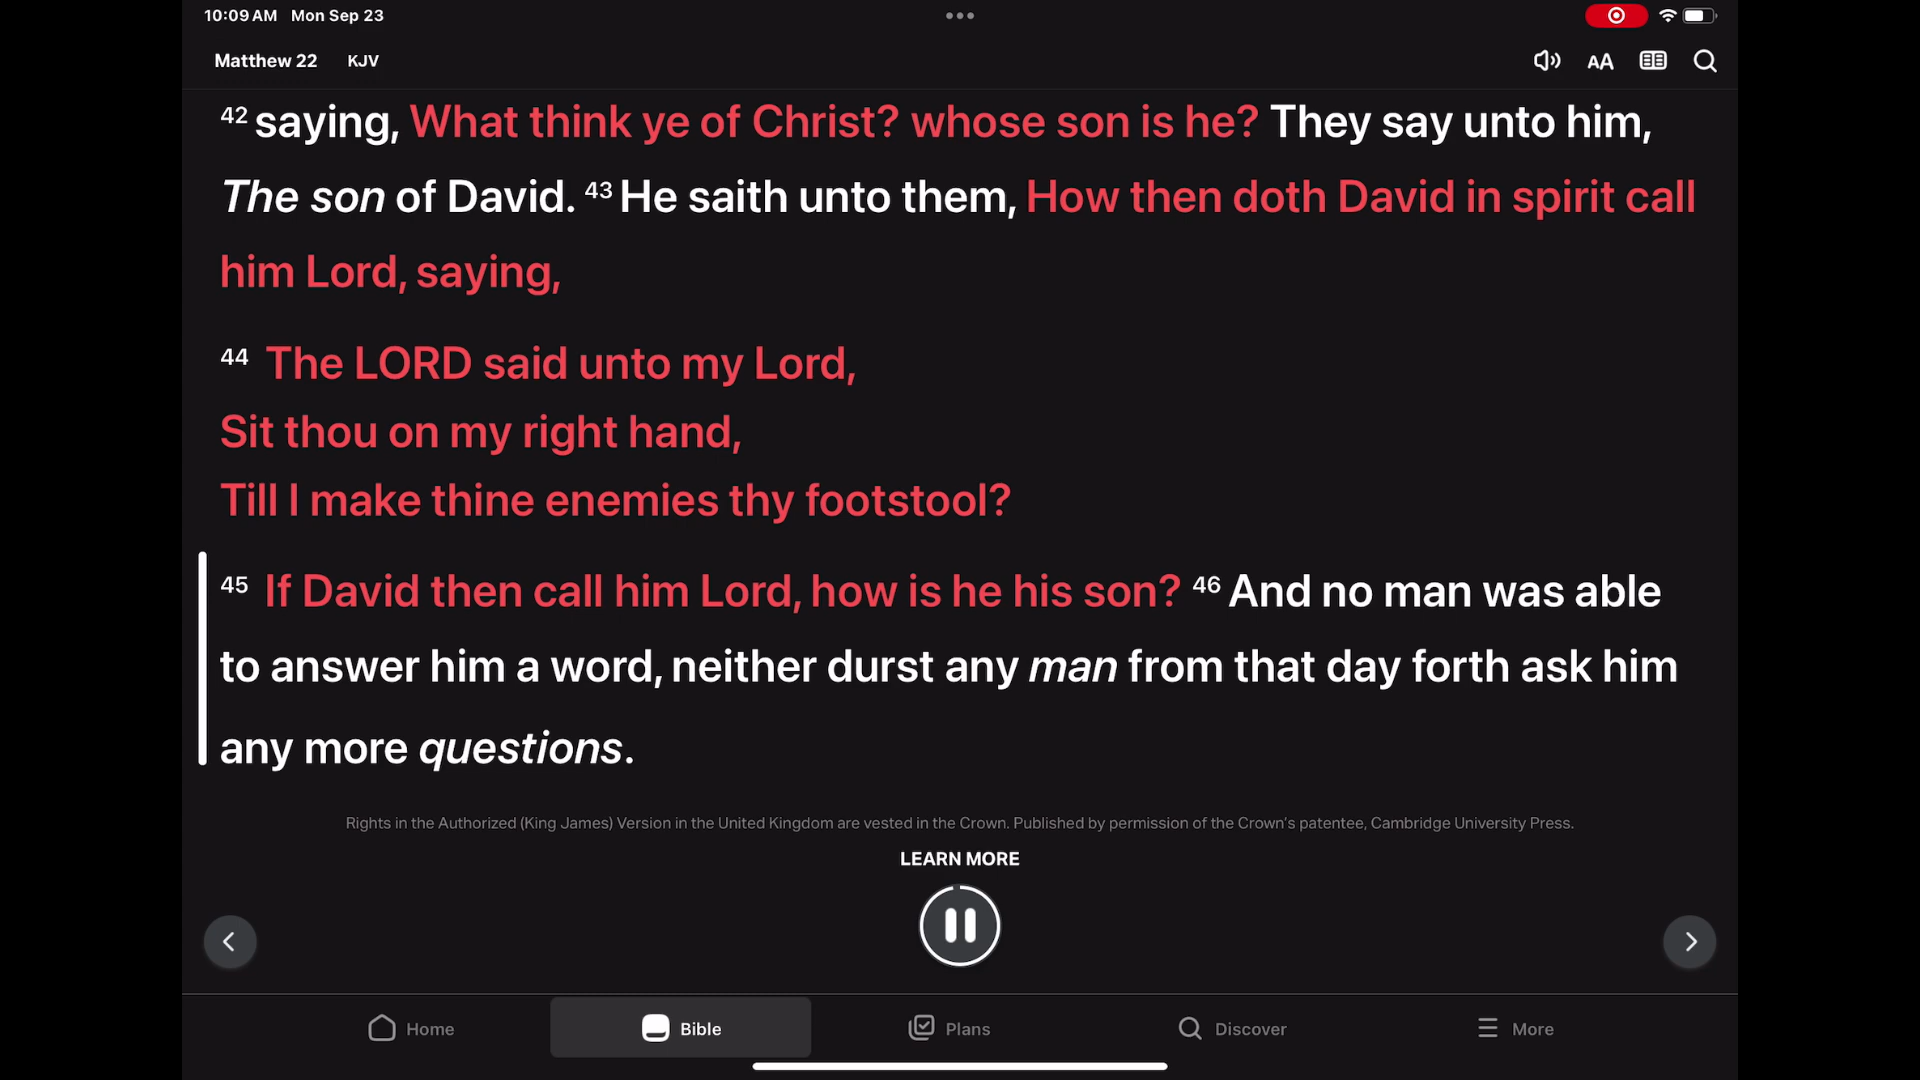 10:09 AM Mon Sep 23
Matthew 22 KJV AA
42 saying, What think ye of Christ? whose son is he? They say unto him,
The son of David. 43 He saith unto them, How then doth David in spirit call
him Lord, saying,
44 The LORD said unto my Lord,
Sit thou on my right hand,
Till I make thine enemies thy footstool?
45 If David then call him Lord, how is he his son? 46 And no man was able
to answer him a word, neither durst any man from that day forth ask him
any more questions.
Rights in the Authorized (King James) Version in the United Kingdom are vested in the Crown. Published by permission of the Crown's patentee, Cambridge University Press.
LEARN MORE
Home Bible Plans Discover More